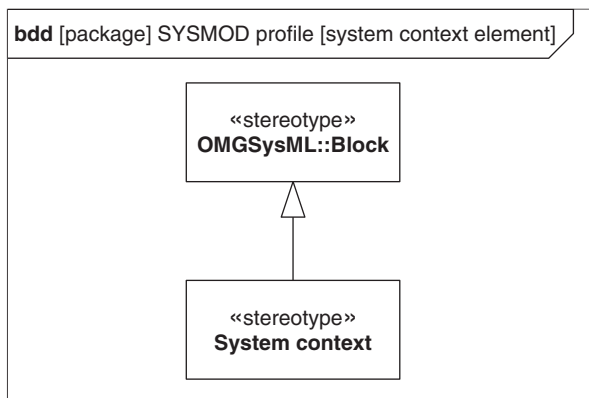 bdd [package] SYSMOD profile [system context element]
«stereotype»
OMGSysML::Block
«stereotype»
System context